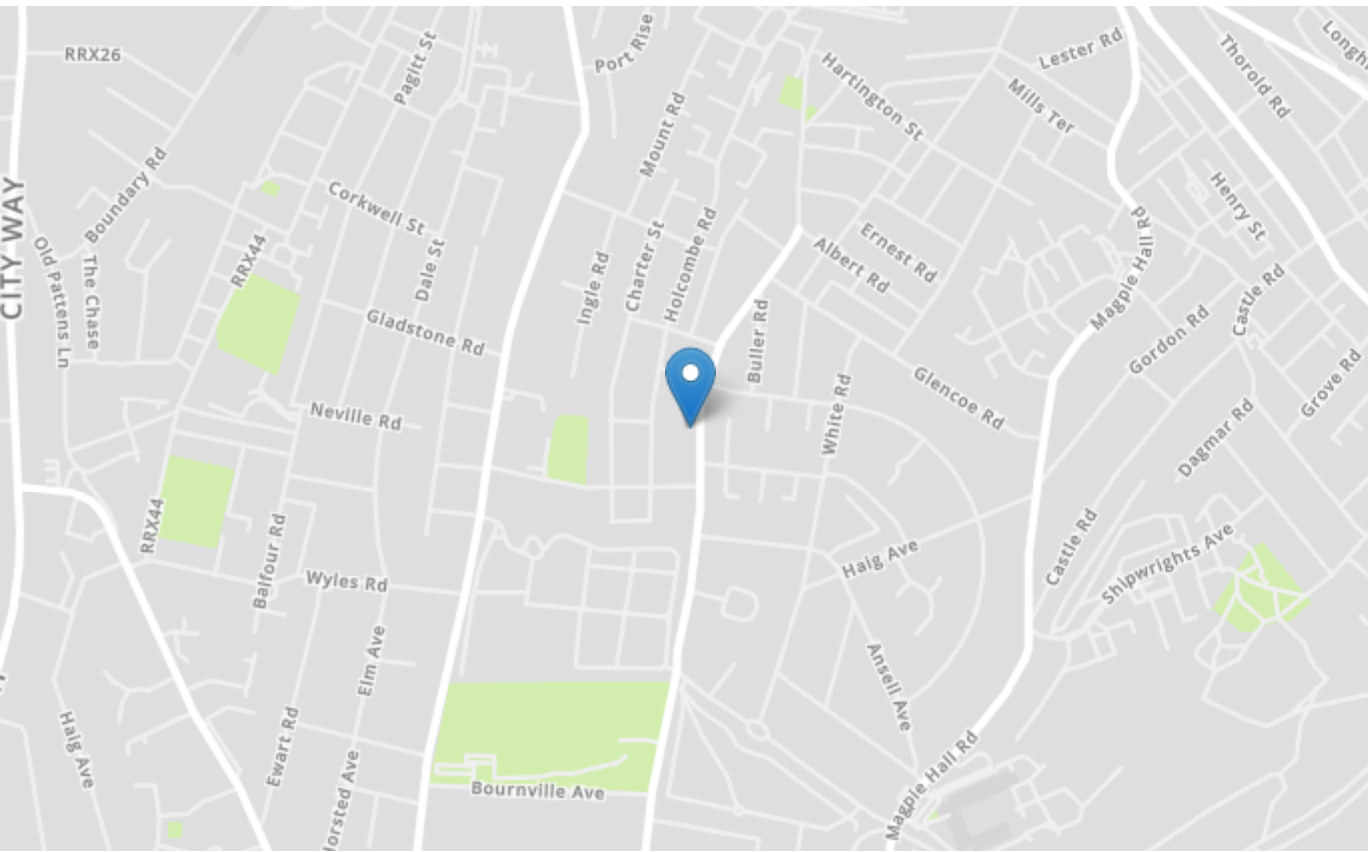 RRX26
Pagitt St
Port Rise
Lester Rd
Thorold Rd
Hartington St
Mills Ter
Mount Rd
Boundary Rd
CITY WAY
Corkwell St
Henry St
Old Pattens Ln
The Chase
RRX44
Dale St
Ingle Rd
Charter St
Holcombe Rd
Albert Rd
Ernest Rd
Magpie Hall Rd
Castle Rd
Gladstone Rd
Buller Rd
Gordon Rd
Neville Rd
White Rd
Glencoe Rd
Grove Rd
Dagmar Rd
RRX44
Balfour Rd
Wyles Rd
Haig Ave
Castle Rd
Shipwrights Ave
Elm Ave
Ansell Ave
Haig Ave
Ewart Rd
Horsted Ave
Bournville Ave
Magpie Hall Rd